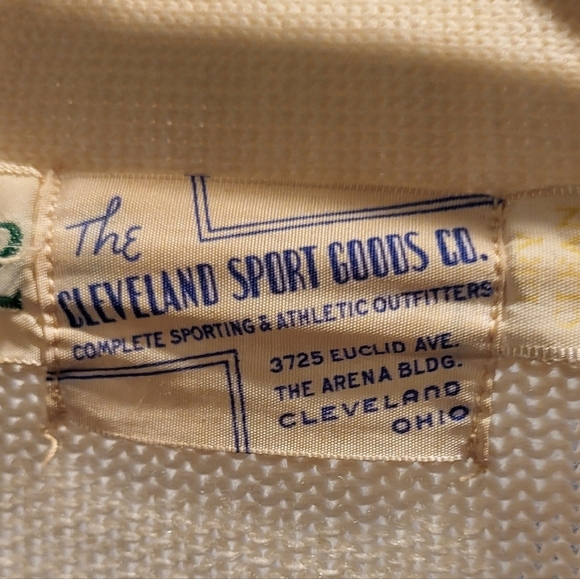 The
CLEVELAND SPORT GOODS CO.
COMPLETE SPORTING & ATHLETIC OUTFITTERS
3725 EUCLID AVE.
THE ARENA BLDG.
CLEVELAND
OHIO